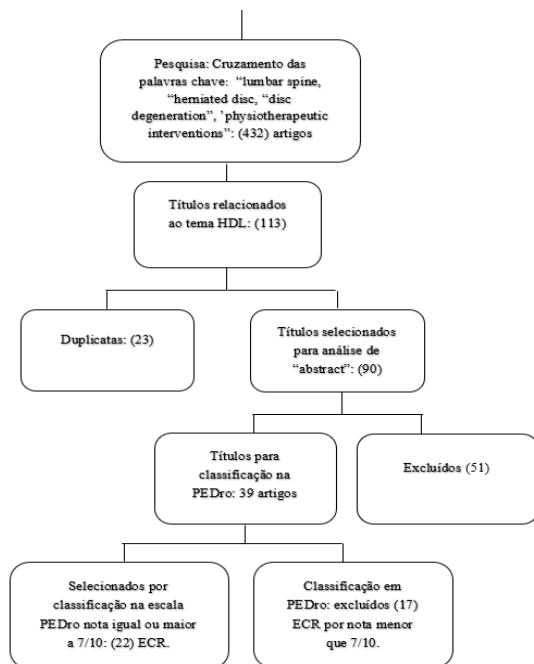 Pesquisa: Cruzamento das
palavras chave: “lumbar spine,
“herniated disc, “disc
degeneration”, ’physiotherapeutic
interventions”: (432) artigos
Títulos relacionados
ao tema HDL: (113)
Duplicatas: (23)
Títulos selecionados
para análise de
“abstract”: (90)
Títulos para
classificação na
PEDro: 39 artigos
Excluídos (51)
Selecionados por
classificação na escala
PEDro nota igual ou maior
a 7/10: (22) ECR.
Classificação em
PEDro: excluídos (17)
ECR por nota menor
que 7/10.